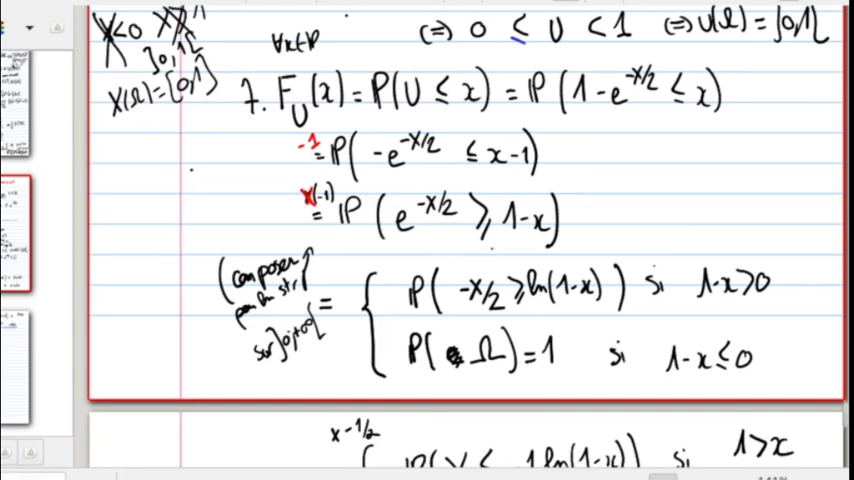 X<0
]0,1[
X(Ω)=[0,1]
∀x∈ℝ
(=) 0 ≤ U < 1 (=) U(Ω) = [0,1[
7. F_U(x) = P(U ≤ x) = P(1-e^{-X/2} ≤ x)
-1
= P(-e^{-X/2} ≤ x-1)
x(-1)
= P(e^{-X/2} ≥ 1-x)
(composer
par ln str ↗
sur ]0,+∞[
= { P(-X/2 ≥ ln(1-x)) si 1-x>0
P(Ω) = 1 si 1-x≤0
x-1/2
si 1>x